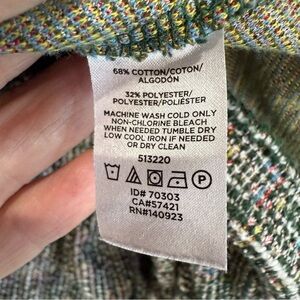 68% COTTON/COTON/
ALGODÓN
32% POLYESTER/
POLYESTER/POLIÉSTER
MACHINE WASH COLD ONLY
NON-CHLORINE BLEACH
WHEN NEEDED TUMBLE DRY
LOW COOL IRON IF NEEDED
OR DRY CLEAN
513220
P
ID# 70303
CA#57421
RN#140923